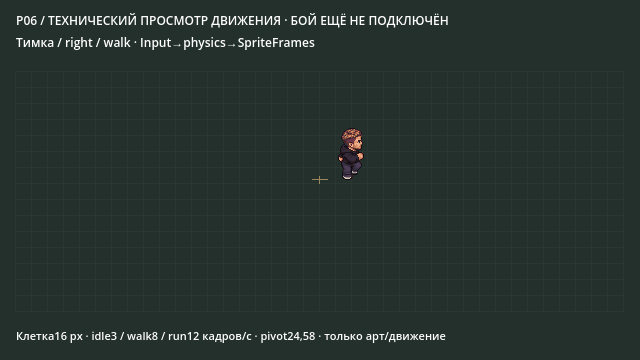 P06 / ТЕХНИЧЕСКИЙ ПРОСМОТР ДВИЖЕНИЯ · БОЙ ЕЩЁ НЕ ПОДКЛЮЧЁН
Тимка / right / walk · Input→physics→SpriteFrames
Клетка16 px · idle3 / walk8 / run12 кадров/с · pivot24,58 · только арт/движение